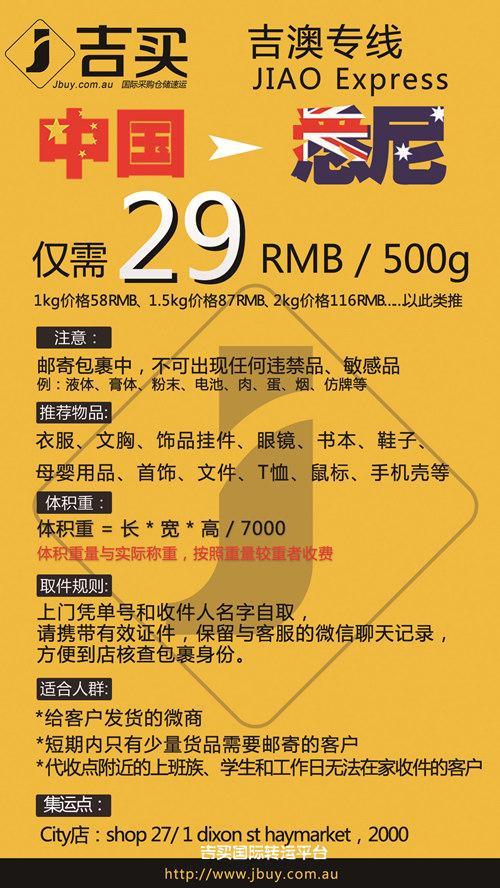 吉买
Jbuy.com.au 国际采购仓储速运
吉澳专线
JIAO Express
中国 悉尼
仅需 29 RMB / 500g
1kg价格58RMB、1.5kg价格87RMB、2kg价格116RMB.....以此类推
注意：
邮寄包裹中，不可出现任何违禁品、敏感品
例：液体、膏体、粉末、电池、肉、蛋、烟、仿牌等
推荐物品:
衣服、文胸、饰品挂件、眼镜、书本、鞋子、
母婴用品、首饰、文件、T恤、鼠标、手机壳等
体积重：
体积重 = 长 * 宽 * 高 / 7000
体积重量与实际称重，按照重量较重者收费
取件规则:
上门凭单号和收件人名字自取，
请携带有效证件，保留与客服的微信聊天记录，
方便到店核查包裹身份。
适合人群:
*给客户发货的微商
*短期内只有少量货品需要邮寄的客户
*代收点附近的上班族、学生和工作日无法在家收件的客户
集运点：
City店：shop 27/ 1 dixon st haymarket，2000
吉买国际转运平台
http://www.jbuy.com.au